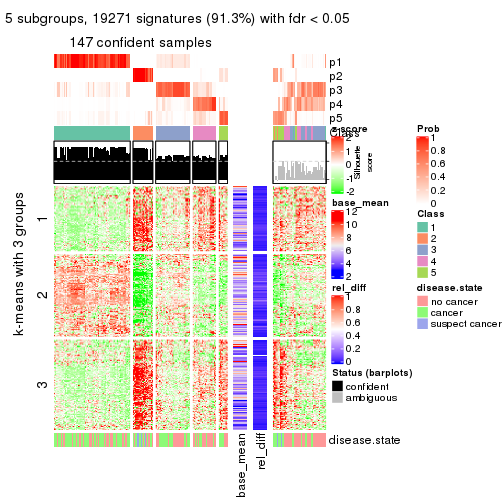 5 subgroups, 19271 signatures (91.3%) with fdr < 0.05
147 confident samples
p1
p2
p3
p4
p5
Class
Silhouette
score
k-means with 3 groups
1
2
3
base_mean
rel_diff
disease.state
z-score
2
1
0
-1
-2
base_mean
12
10
8
6
4
2
rel_diff
1
0.8
0.6
0.4
0.2
0
Status (barplots)
confident
ambiguous
Prob
1
0.8
0.6
0.4
0.2
0
Class
1
2
3
4
5
disease.state
no cancer
cancer
suspect cancer